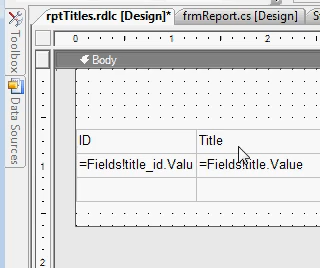 rptTitles.rdlc [Design]* frmReport.cs [Design] S
0 1 2
Toolbox
Data Sources
Body
ID Title
1 =Fields!title_id.Valu =Fields!title.Value
2